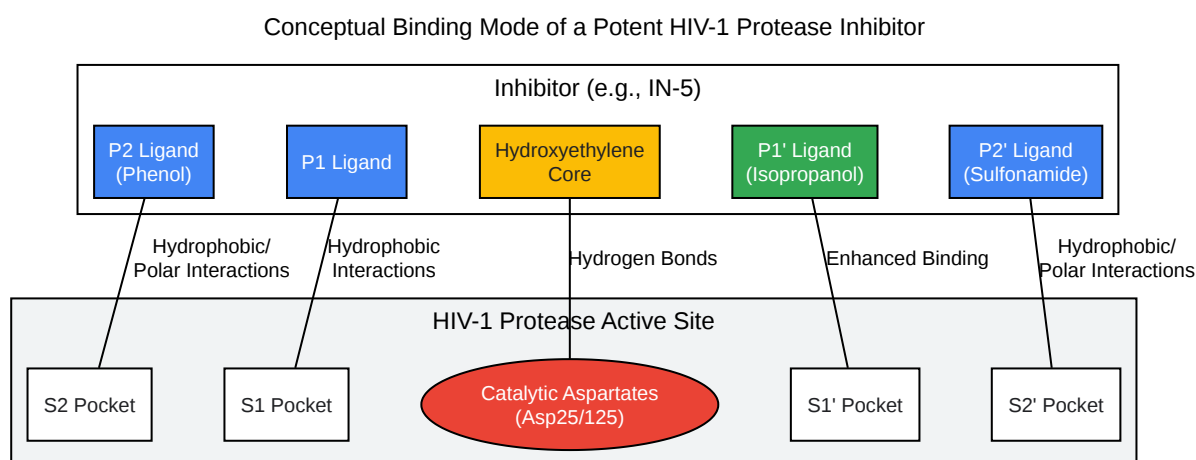 Conceptual Binding Mode of a Potent HIV-1 Protease Inhibitor
Inhibitor (e.g., IN-5)
P2 Ligand
(Phenol)
P1 Ligand
Hydroxyethylene
Core
P1' Ligand
(Isopropanol)
P2' Ligand
(Sulfonamide)
Hydrophobic/
Polar Interactions
Hydrophobic
Interactions
Hydrogen Bonds
Enhanced Binding
Hydrophobic/
Polar Interactions
HIV-1 Protease Active Site
S2 Pocket
S1 Pocket
Catalytic Aspartates
(Asp25/125)
S1' Pocket
S2' Pocket